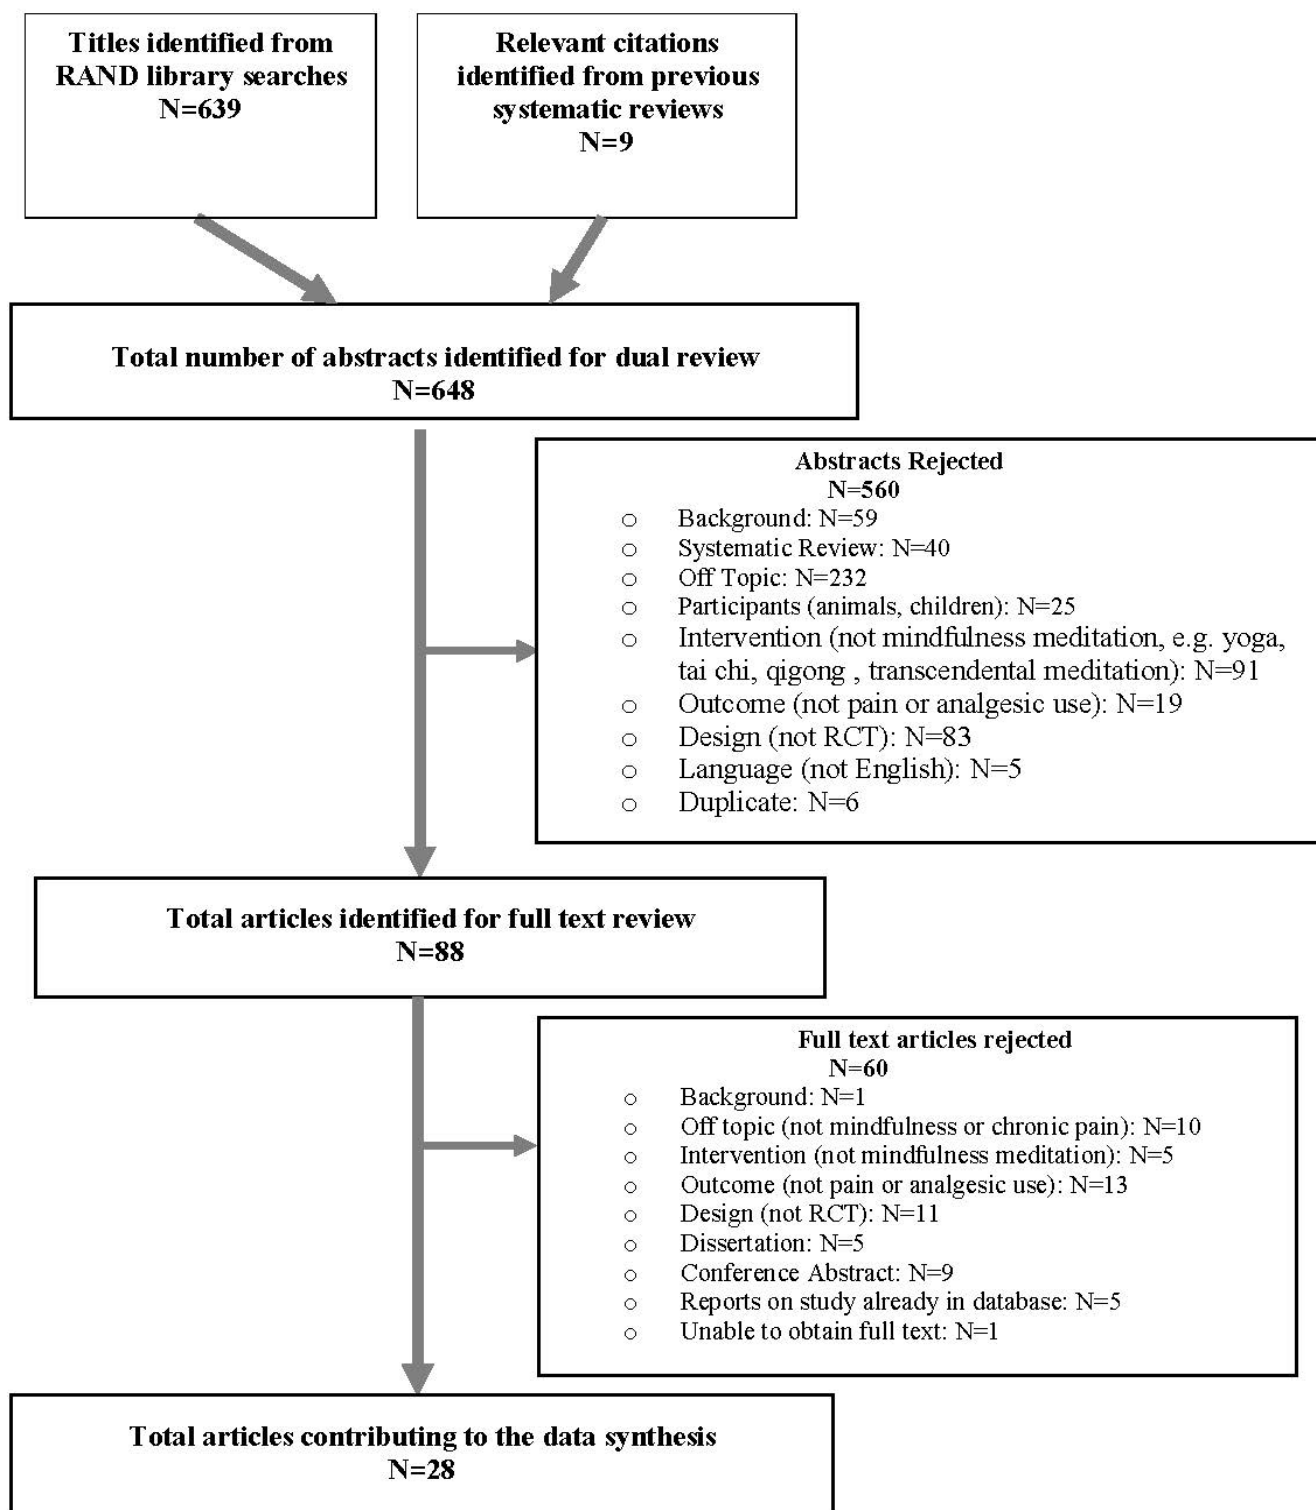 Titles identified from
RAND library searches
N=639
Relevant citations
identified from previous
systematic reviews
N=9
Total number of abstracts identified for dual review
N=648
Abstracts Rejected
N=560
o Background: N=59
o Systematic Review: N=40
o Off Topic: N=232
o Participants (animals, children): N=25
o Intervention (not mindfulness meditation, e.g. yoga,
tai chi, qigong , transcendental meditation): N=91
o Outcome (not pain or analgesic use): N=19
o Design (not RCT): N=83
o Language (not English): N=5
o Duplicate: N=6
Total articles identified for full text review
N=88
Full text articles rejected
N=60
o Background: N=1
o Off topic (not mindfulness or chronic pain): N=10
o Intervention (not mindfulness meditation): N=5
o Outcome (not pain or analgesic use): N=13
o Design (not RCT): N=11
o Dissertation: N=5
o Conference Abstract: N=9
o Reports on study already in database: N=5
o Unable to obtain full text: N=1
Total articles contributing to the data synthesis
N=28